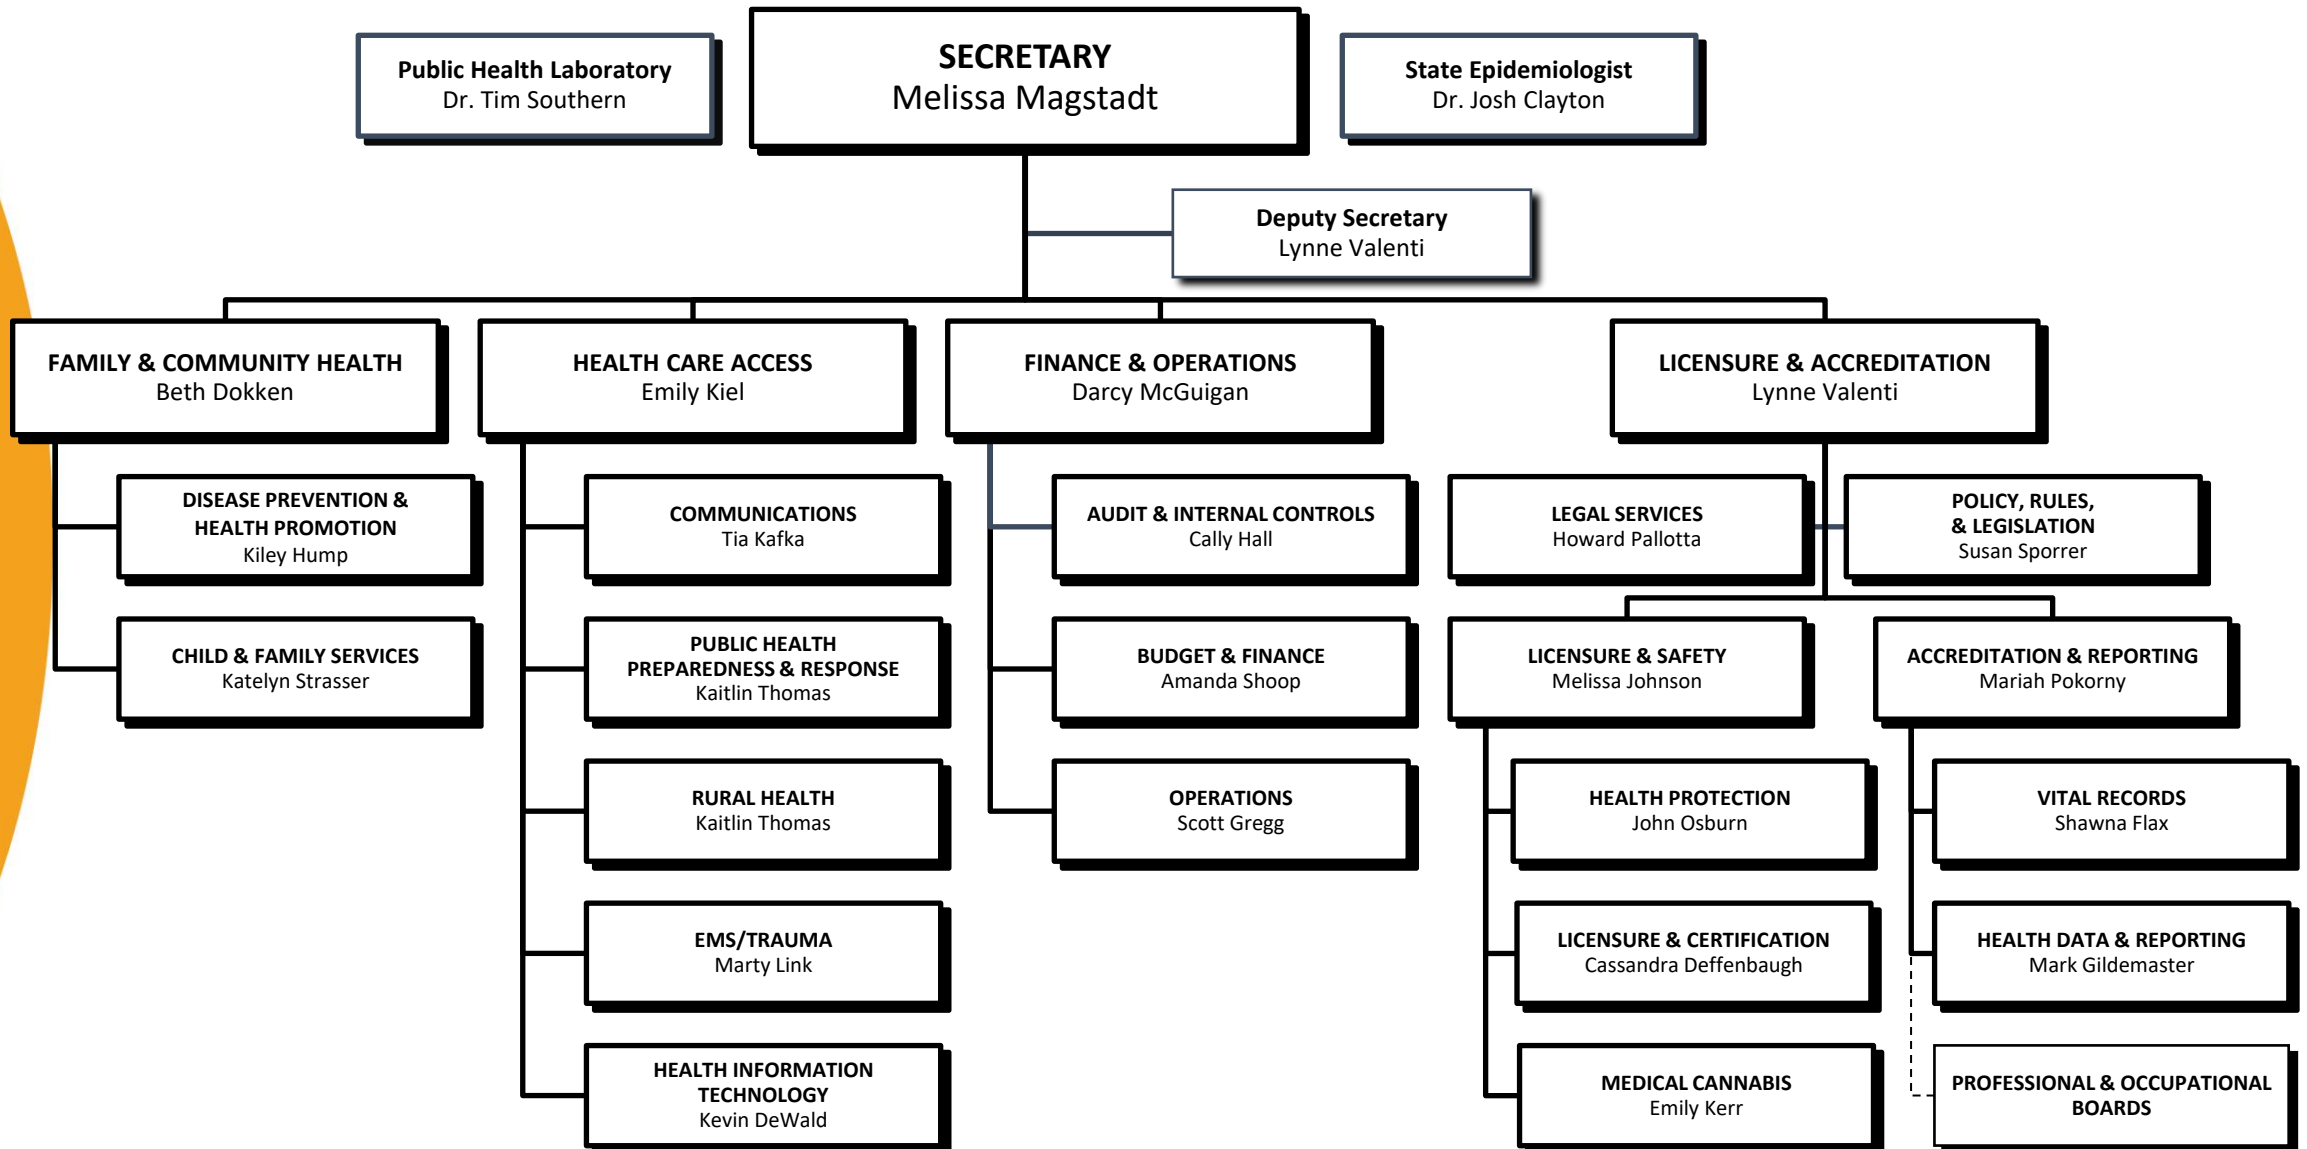 Public Health Laboratory
Dr. Tim Southern
SECRETARY
Melissa Magstadt
State Epidemiologist
Dr. Josh Clayton
Deputy Secretary
Lynne Valenti
FAMILY & COMMUNITY HEALTH
Beth Dokken
HEALTH CARE ACCESS
Emily Kiel
FINANCE & OPERATIONS
Darcy McGuigan
LICENSURE & ACCREDITATION
Lynne Valenti
DISEASE PREVENTION &
HEALTH PROMOTION
Kiley Hump
CHILD & FAMILY SERVICES
Katelyn Strasser
COMMUNICATIONS
Tia Kafka
PUBLIC HEALTH
PREPAREDNESS & RESPONSE
Kaitlin Thomas
RURAL HEALTH
Kaitlin Thomas
EMS/TRAUMA
Marty Link
HEALTH INFORMATION
TECHNOLOGY
Kevin DeWald
AUDIT & INTERNAL CONTROLS
Cally Hall
BUDGET & FINANCE
Amanda Shoop
OPERATIONS
Scott Gregg
LEGAL SERVICES
Howard Pallotta
POLICY, RULES,
& LEGISLATION
Susan Sporrer
LICENSURE & SAFETY
Melissa Johnson
HEALTH PROTECTION
John Osburn
LICENSURE & CERTIFICATION
Cassandra Deffenbaugh
MEDICAL CANNABIS
Emily Kerr
ACCREDITATION & REPORTING
Mariah Pokorny
VITAL RECORDS
Shawna Flax
HEALTH DATA & REPORTING
Mark Gildemaster
PROFESSIONAL & OCCUPATIONAL
BOARDS